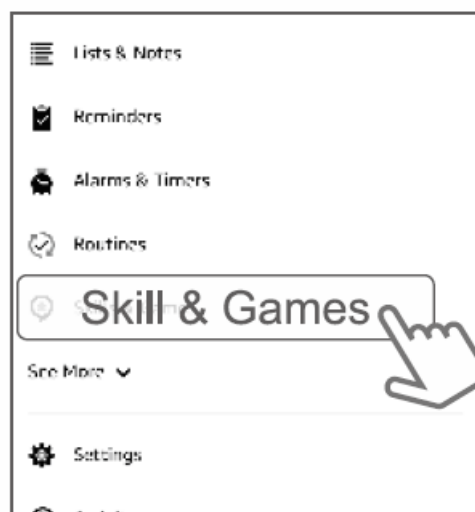 Lists & Notes
Reminders
Alarms & Timers
Routines
Skill & Games
See More
Settings